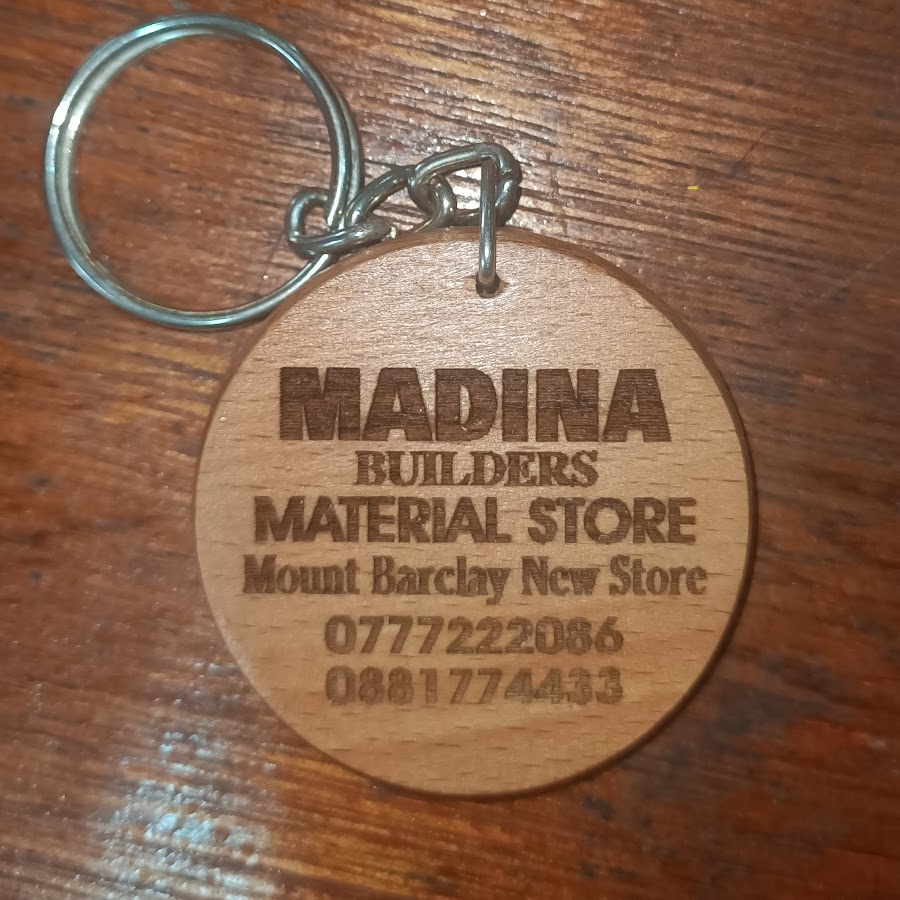 MADINA
BUILDERS
MATERIAL STORE
Mount Barclay New Store
0777222086
0881774433